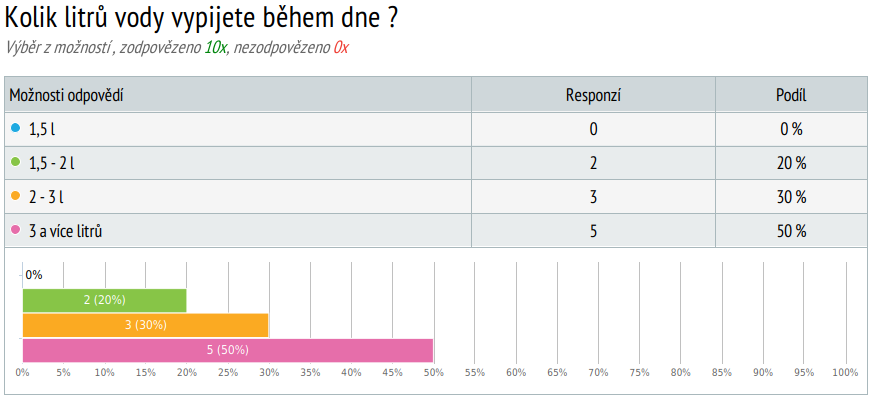 Kolik litrů vody vypijete během dne ?
Výběr z možností , zodpovězeno 10x, nezodpovězeno 0x
Možnosti odpovědí Responzí Podíl
1,5 l 0 0 %
1,5 - 2 l 2 20 %
2 - 3 l 3 30 %
3 a více litrů 5 50 %
0%
2 (20%)
3 (30%)
5 (50%)
0% 5% 10% 15% 20% 25% 30% 35% 40% 45% 50% 55% 60% 65% 70% 75% 80% 85% 90% 95% 100%